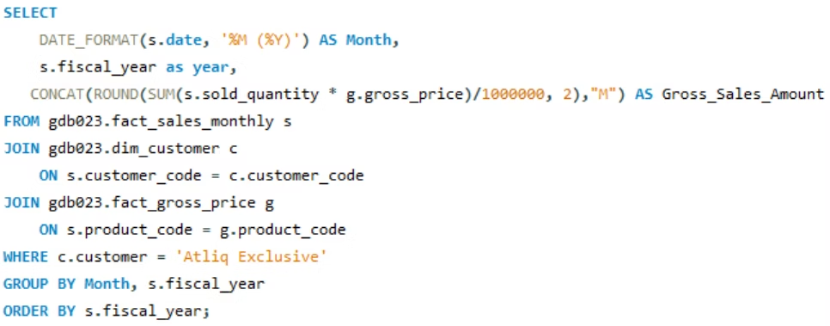 SELECT
DATE_FORMAT(s.date, '%M (%Y)') AS Month,
s.fiscal_year as year,
CONCAT(ROUND(SUM(s.sold_quantity * g.gross_price)/1000000, 2),"M") AS Gross_Sales_Amount
FROM gdb023.fact_sales_monthly s
JOIN gdb023.dim_customer c
ON s.customer_code = c.customer_code
JOIN gdb023.fact_gross_price g
ON s.product_code = g.product_code
WHERE c.customer = 'Atliq Exclusive'
GROUP BY Month, s.fiscal_year
ORDER BY s.fiscal_year;